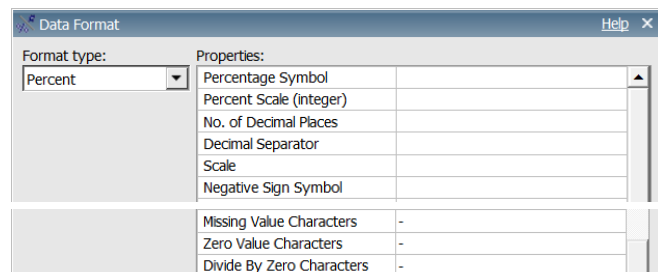 Data Format Help ×
Format type: Properties:
Percent Percentage Symbol
Percent Scale (integer)
No. of Decimal Places
Decimal Separator
Scale
Negative Sign Symbol
Missing Value Characters -
Zero Value Characters -
Divide By Zero Characters -